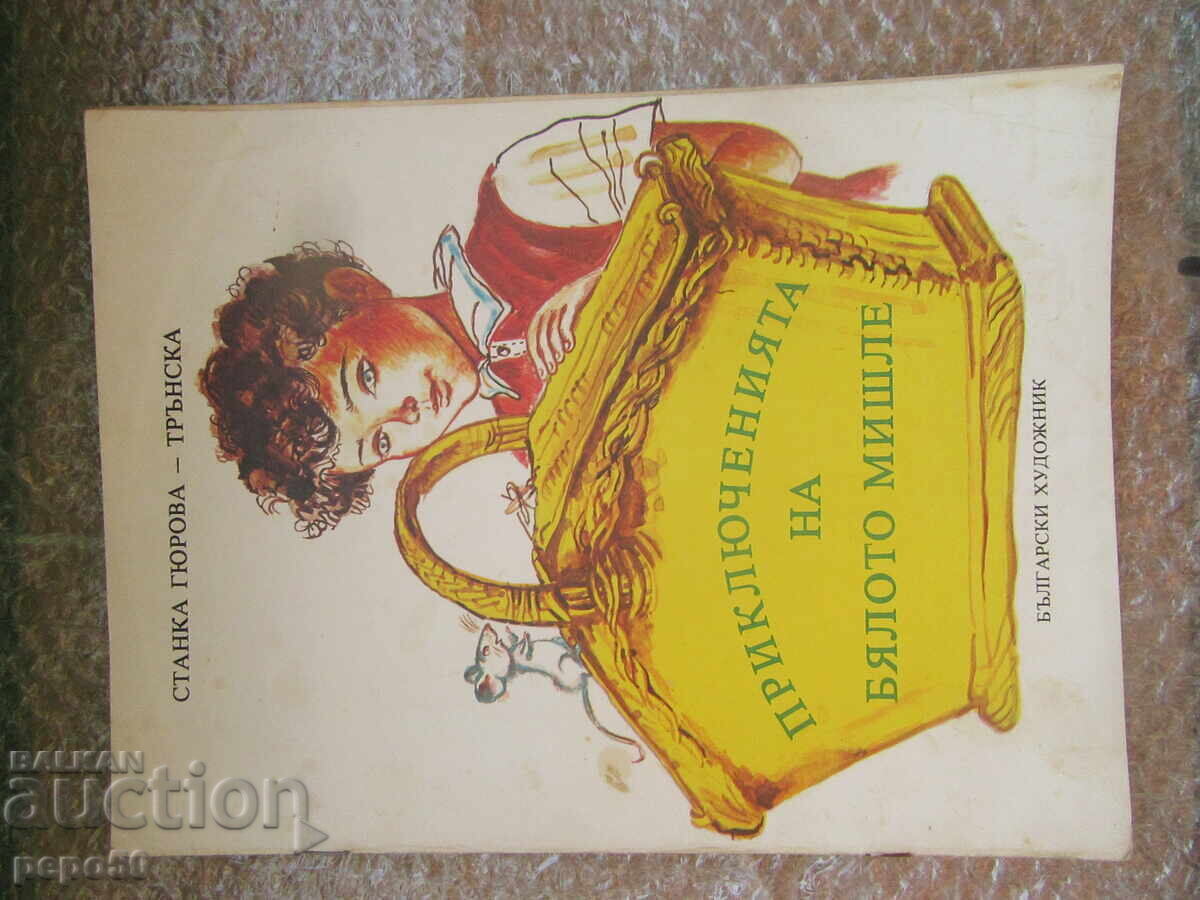 СТАНКА ГЮРОВА – ТРЪНСКА
ПРИКЛЮЧЕНИЯТА
НА
БЯЛОТО МИШЛЕ
БЪЛГАРСКИ ХУДОЖНИК
BALKAN
auction
pepo50